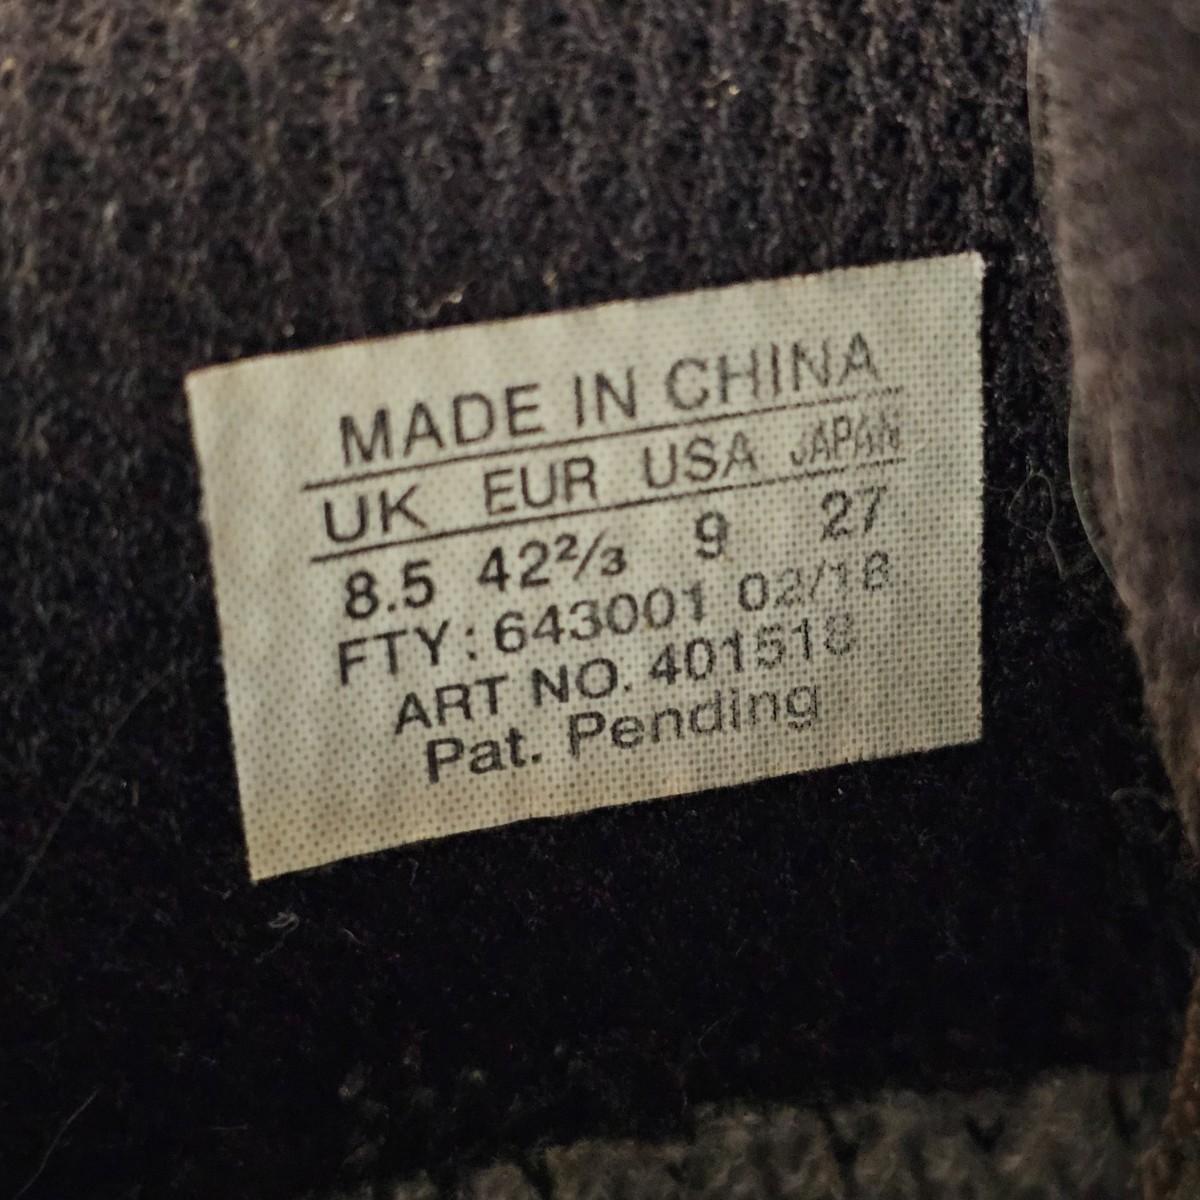 MADE IN CHINA
UK EUR USA JAPAN
8.5 42²/₃ 9 27
FTY: 643001 02/18
ART NO. 401518
Pat. Pending